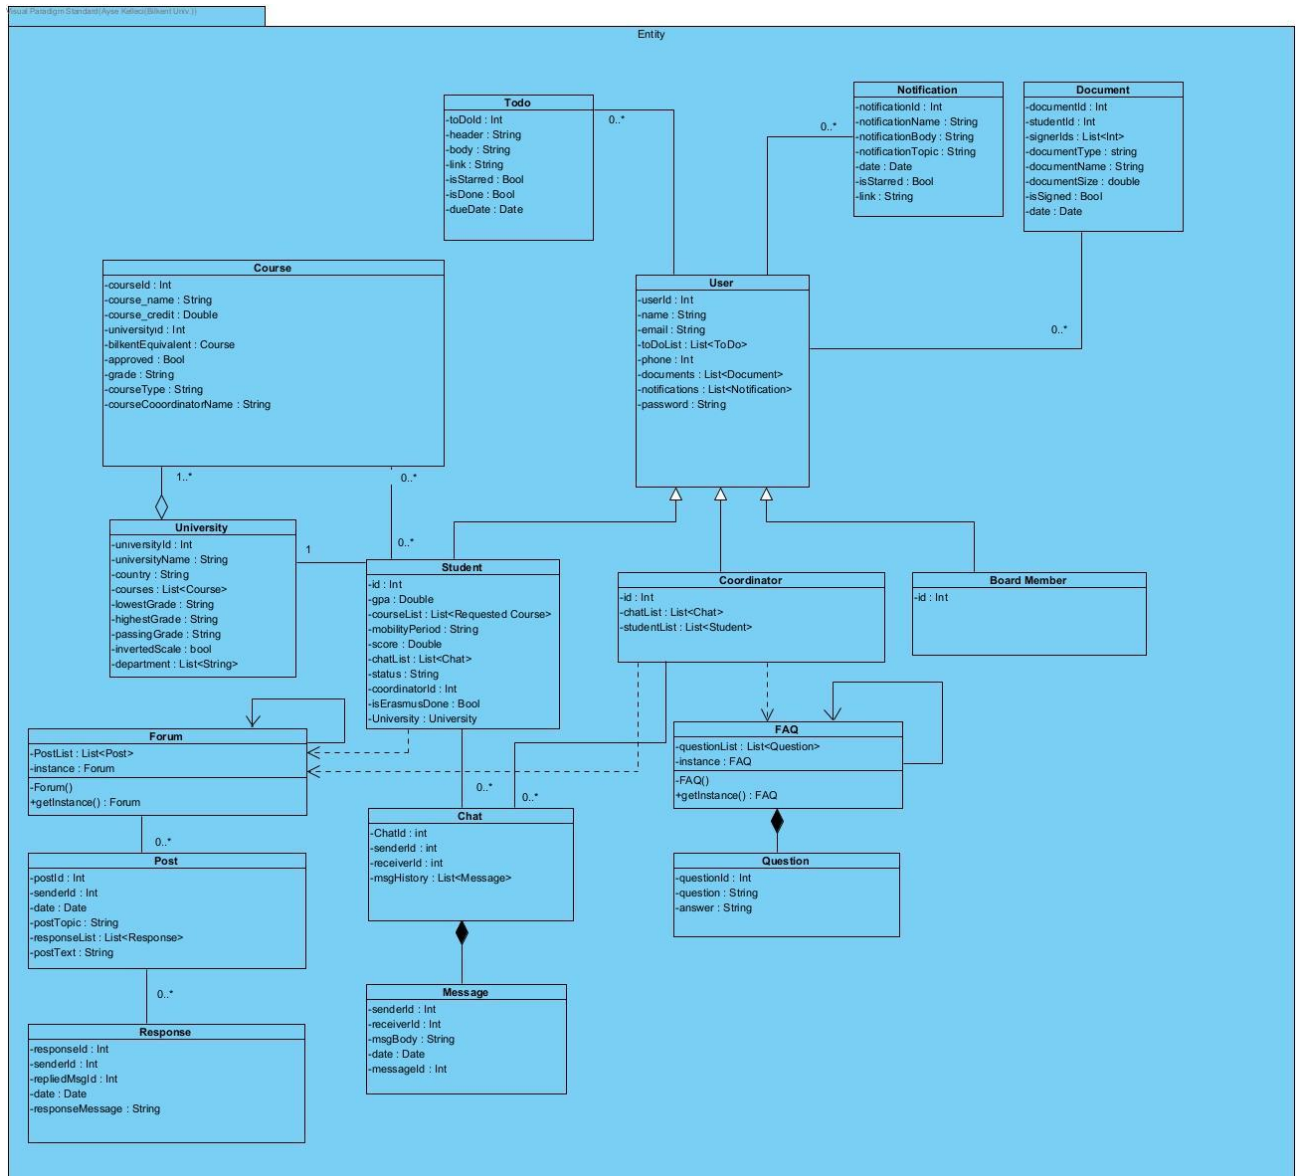 Visual Paradigm Standard(Ayse Kelleci(Bilkent Univ.))
Entity
Todo
-toDoId : Int
-header : String
-body : String
-link : String
-isStarred : Bool
-isDone : Bool
-dueDate : Date
0..*
Notification
-notificationId : Int
-notificationName : String
-notificationBody : String
-notificationTopic : String
-date : Date
-isStarred : Bool
-link : String
0..*
Document
-documentId : Int
-studentId : Int
-signerIds : List<Int>
-documentType : string
-documentName : String
-documentSize : double
-isSigned : Bool
-date : Date
0..*
Course
-courseId : Int
-course_name : String
-course_credit : Double
-universityId : Int
-bilkentEquivalent : Course
-approved : Bool
-grade : String
-courseType : String
-courseCooordinatorName : String
1..*
0..*
User
-userId : Int
-name : String
-email : String
-toDoList : List<ToDo>
-phone : Int
-documents : List<Document>
-notifications : List<Notification>
-password : String
University
-universityId : Int
-universityName : String
-country : String
-courses : List<Course>
-lowestGrade : String
-highestGrade : String
-passingGrade : String
-invertedScale : bool
-department : List<String>
1
0..*
Student
-id : Int
-gpa : Double
-courseList : List<Requested Course>
-mobilityPeriod : String
-score : Double
-chatList : List<Chat>
-status : String
-coordinatorId : Int
-isErasmusDone : Bool
-University : University
Coordinator
-id : Int
-chatList : List<Chat>
-studentList : List<Student>
Board Member
-id : Int
Forum
-PostList : List<Post>
-instance : Forum
-Forum()
+getInstance() : Forum
0..*
FAQ
-questionList : List<Question>
-instance : FAQ
-FAQ()
+getInstance() : FAQ
0..*
0..*
Chat
-ChatId : int
-senderId : int
-receiverId : int
-msgHistory : List<Message>
Post
-postId : Int
-senderId : Int
-date : Date
-postTopic : String
-responseList : List<Response>
-postText : String
0..*
Question
-questionId : Int
-question : String
-answer : String
Message
-senderId : Int
-receiverId : Int
-msgBody : String
-date : Date
-messageId : Int
Response
-responseId : Int
-senderId : Int
-repliedMsgId : Int
-date : Date
-responseMessage : String